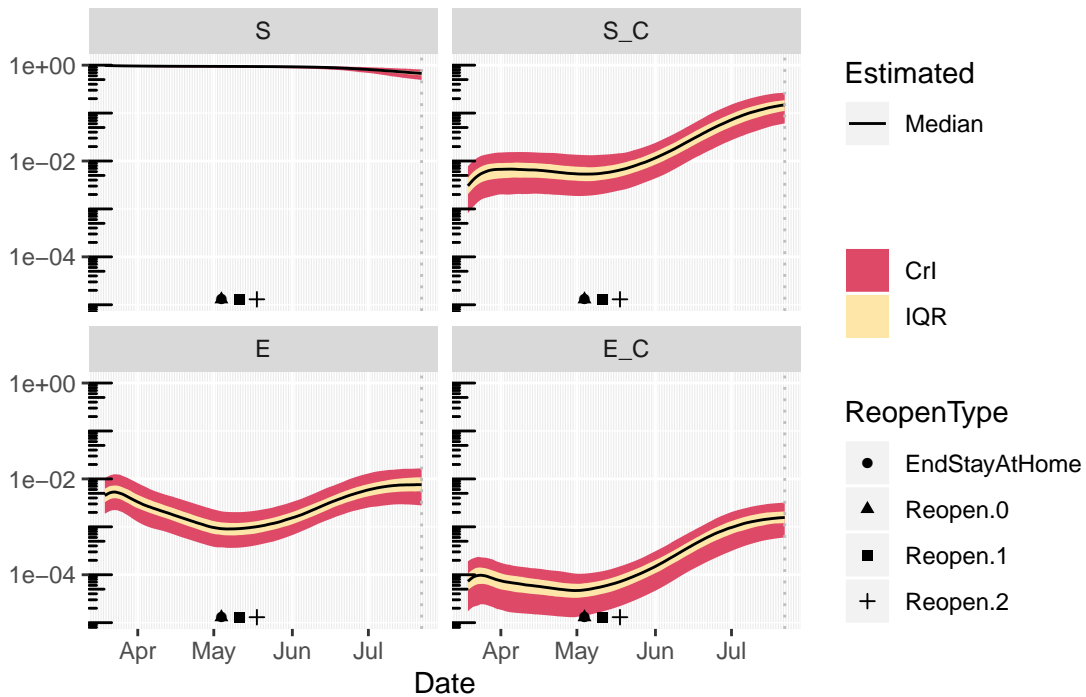 S
S_C
1e+00
1e−02
1e−04
E
E_C
1e+00
1e−02
1e−04
Apr
May
Jun
Jul
Apr
May
Jun
Jul
Date
Estimated
Median
CrI
IQR
ReopenType
EndStayAtHome
Reopen.0
Reopen.1
Reopen.2